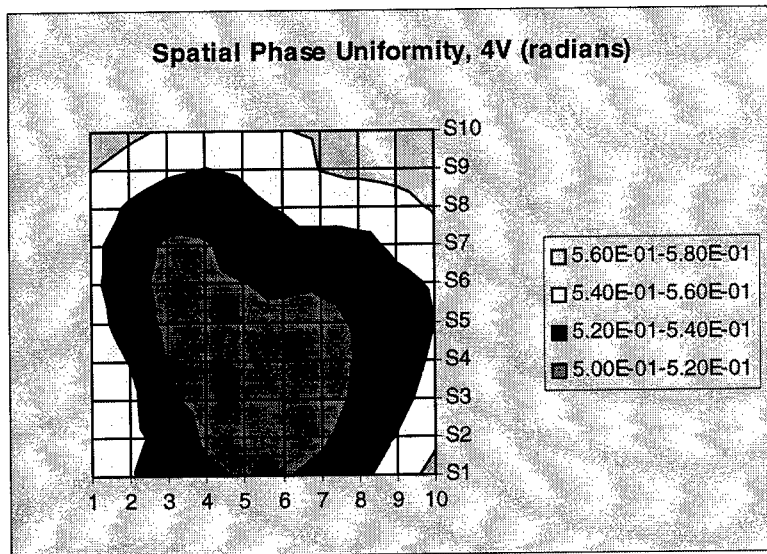 Spatial Phase Uniformity, 4V (radians)
S10
S9
S8
S7
S6
S5
S4
S3
S2
S1
1 2 3 4 5 6 7 8 9 10
5.60E-01-5.80E-01
5.40E-01-5.60E-01
5.20E-01-5.40E-01
5.00E-01-5.20E-01